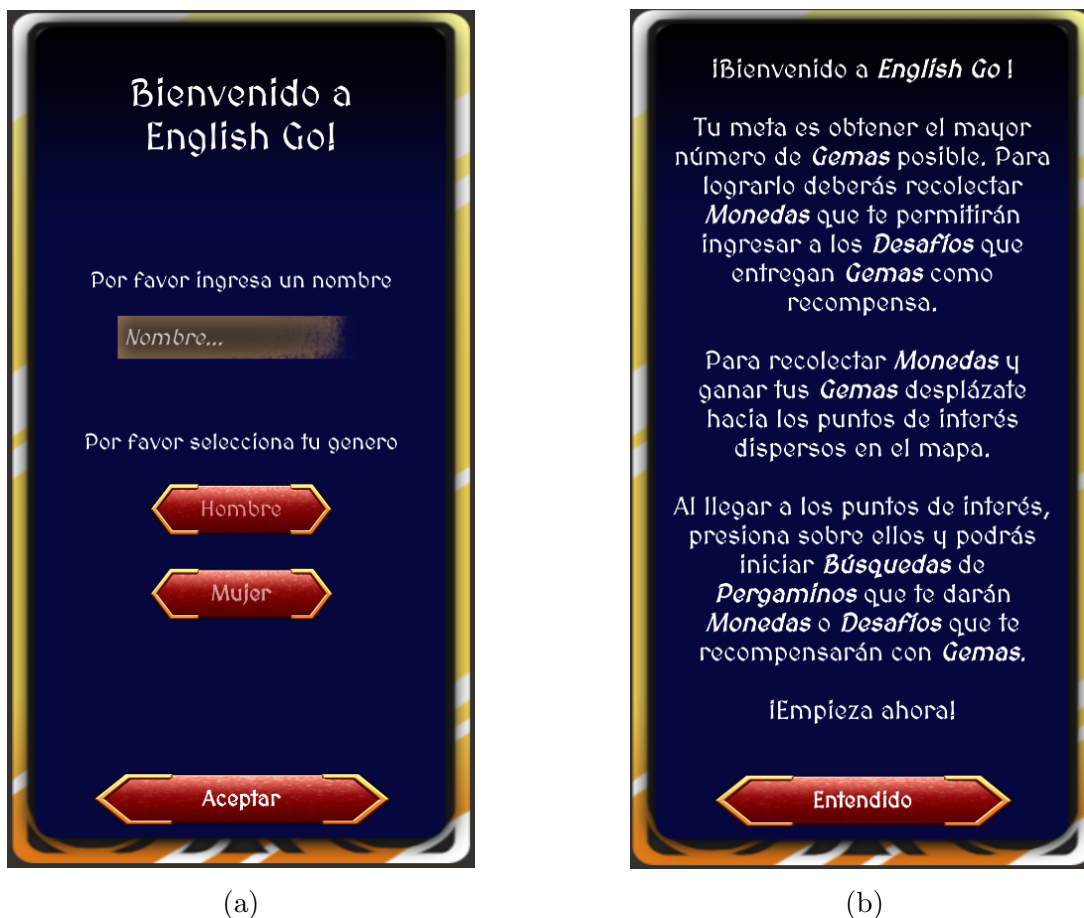 Bienvenido a
English Go!
Por favor ingresa un nombre
Nombre...
Por favor selecciona tu genero
Hombre
Mujer
Aceptar
(a)
¡Bienvenido a English Go !
Tu meta es obtener el mayor
número de Gemas posible. Para
lograrlo deberás recolectar
Monedas que te permitirán
ingresar a los Desafíos que
entregan Gemas como
recompensa.
Para recolectar Monedas y
ganar tus Gemas desplázate
hacia los puntos de interés
dispersos en el mapa.
Al llegar a los puntos de interés,
presiona sobre ellos y podrás
iniciar Búsquedas de
Pergaminos que te darán
Monedas o Desafíos que te
recompensarán con Gemas.
¡Empieza ahora!
Entendido
(b)